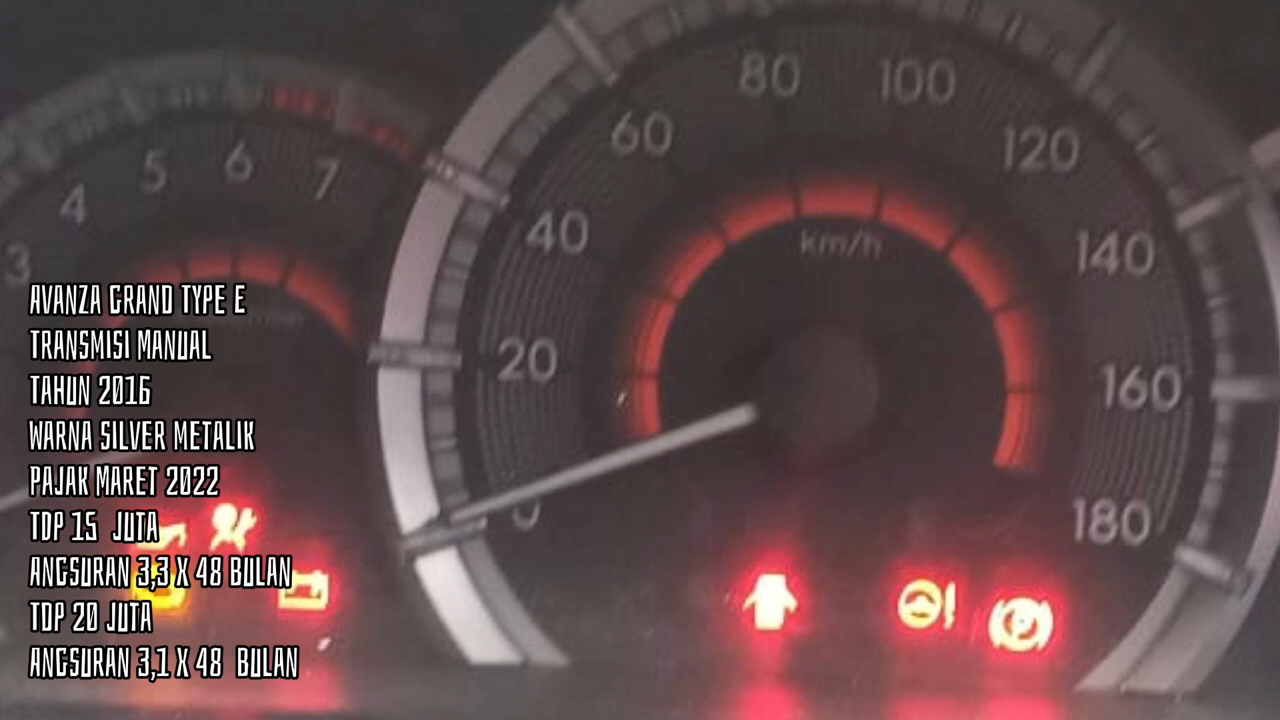 80 100
60 120
5 6 7
4 40 km/h 140
3
AVANZA GRAND TYPE E
TRANSMISI MANUAL
20 160
TAHUN 2016
WARNA SILVER METALIK
PAJAK MARET 2022
0 180
TDP 15 JUTA
ANGSURAN 3,3 X 48 BULAN
TDP 20 JUTA
ANGSURAN 3,1 X 48 BULAN